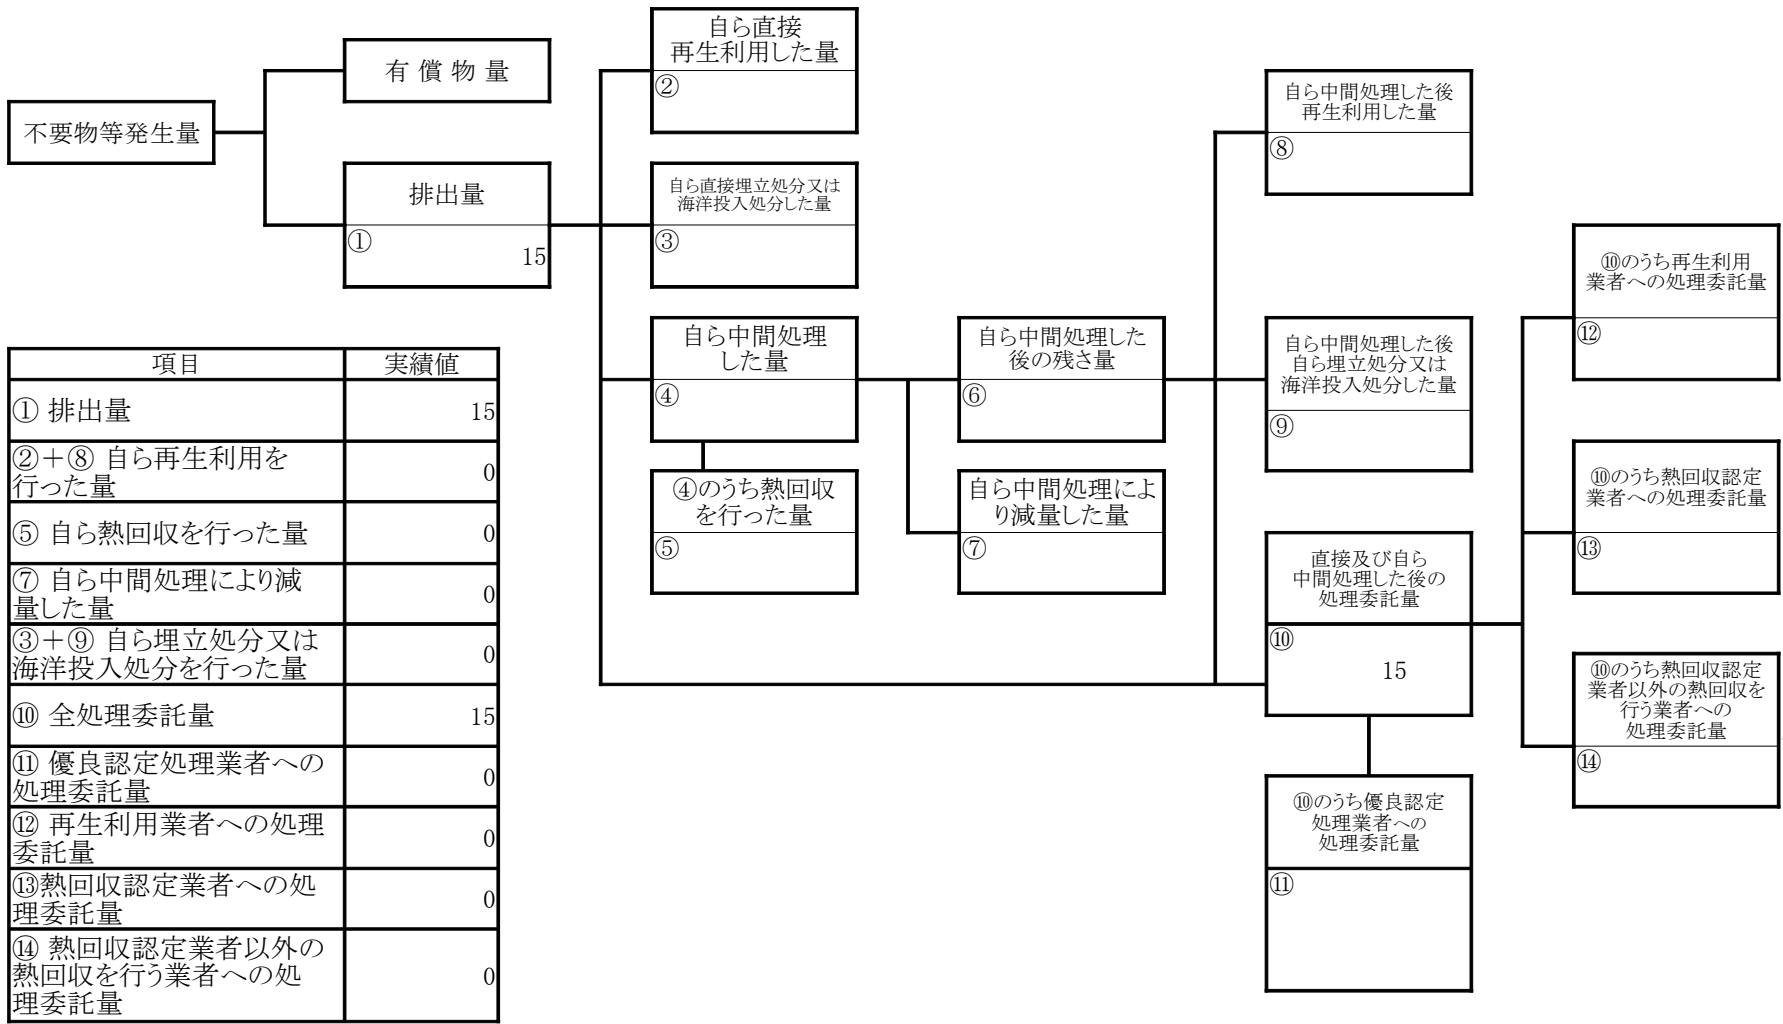 自ら直接
再生利用した量
②
有 償 物 量
不要物等発生量
排出量
①
15
自ら直接埋立処分又は
海洋投入処分した量
③
自ら中間処理した後
再生利用した量
⑧
⑩のうち再生利用
業者への処理委託量
⑫
自ら中間処理
した量
④
自ら中間処理した
後の残さ量
⑥
自ら中間処理した後
自ら埋立処分又は
海洋投入処分した量
⑨
④のうち熱回収
を行った量
⑤
自ら中間処理によ
り減量した量
⑦
⑩のうち熱回収認定
業者への処理委託量
⑬
直接及び自ら
中間処理した後の
処理委託量
⑩
15
⑩のうち熱回収認定
業者以外の熱回収を
行う業者への
処理委託量
⑭
⑩のうち優良認定
処理業者への
処理委託量
⑪
項目 実績値
① 排出量 15
②＋⑧ 自ら再生利用を
行った量 0
⑤ 自ら熱回収を行った量 0
⑦ 自ら中間処理により減
量した量 0
③＋⑨ 自ら埋立処分又は
海洋投入処分を行った量 0
⑩ 全処理委託量 15
⑪ 優良認定処理業者への
処理委託量 0
⑫ 再生利用業者への処理
委託量 0
⑬熱回収認定業者への処
理委託量 0
⑭ 熱回収認定業者以外の
熱回収を行う業者への処
理委託量 0